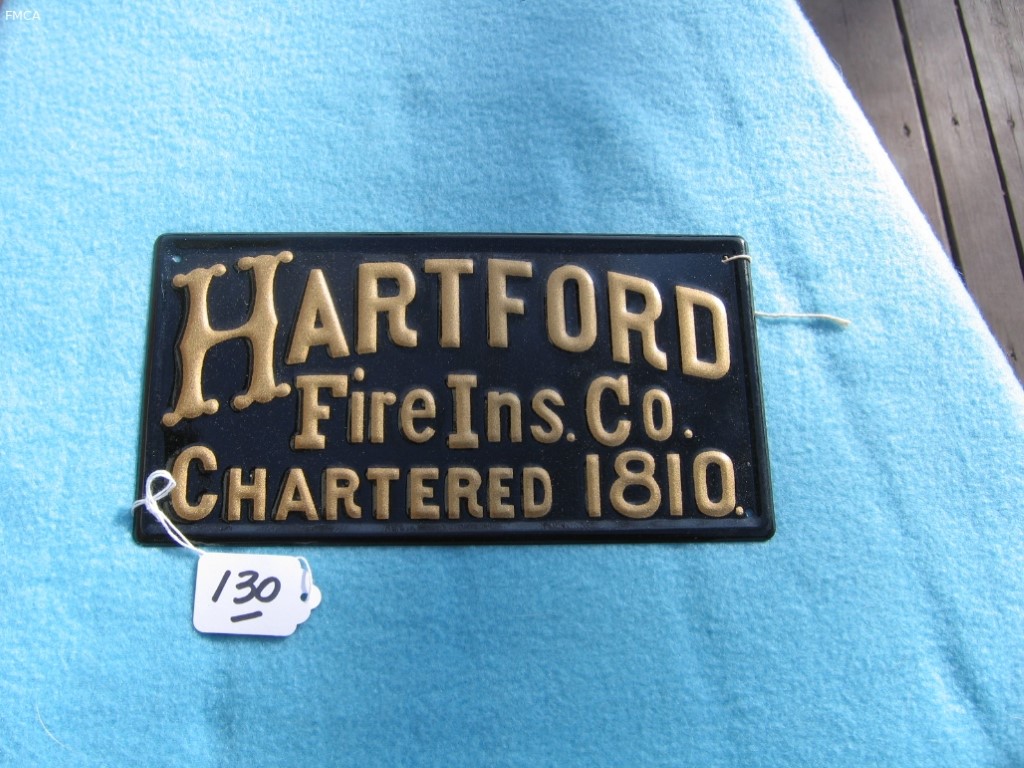 FMCA
HARTFORD
Fire Ins. Co.
CHARTERED 1810.
130